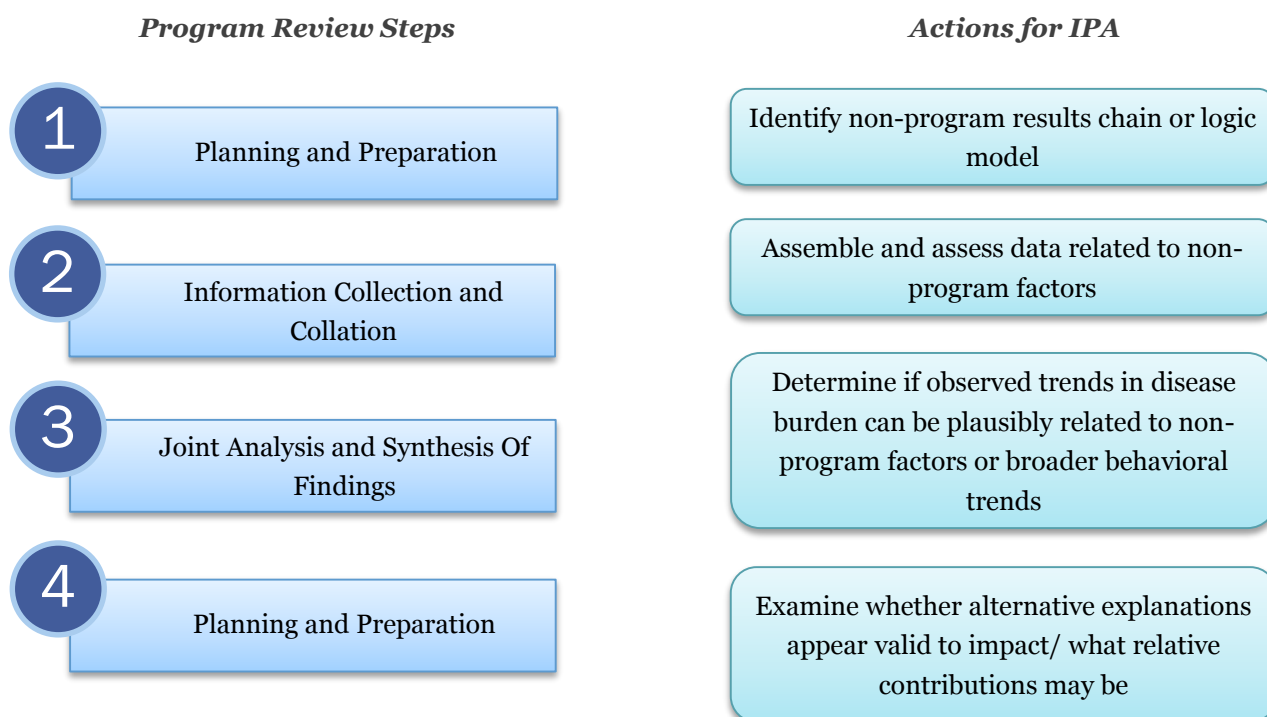 Program Review Steps
Actions for IPA
1
Planning and Preparation
Identify non-program results chain or logic
model
2
Information Collection and
Collation
Assemble and assess data related to non-
program factors
3
Joint Analysis and Synthesis Of
Findings
Determine if observed trends in disease
burden can be plausibly related to non-
program factors or broader behavioral
trends
4
Planning and Preparation
Examine whether alternative explanations
appear valid to impact/ what relative
contributions may be